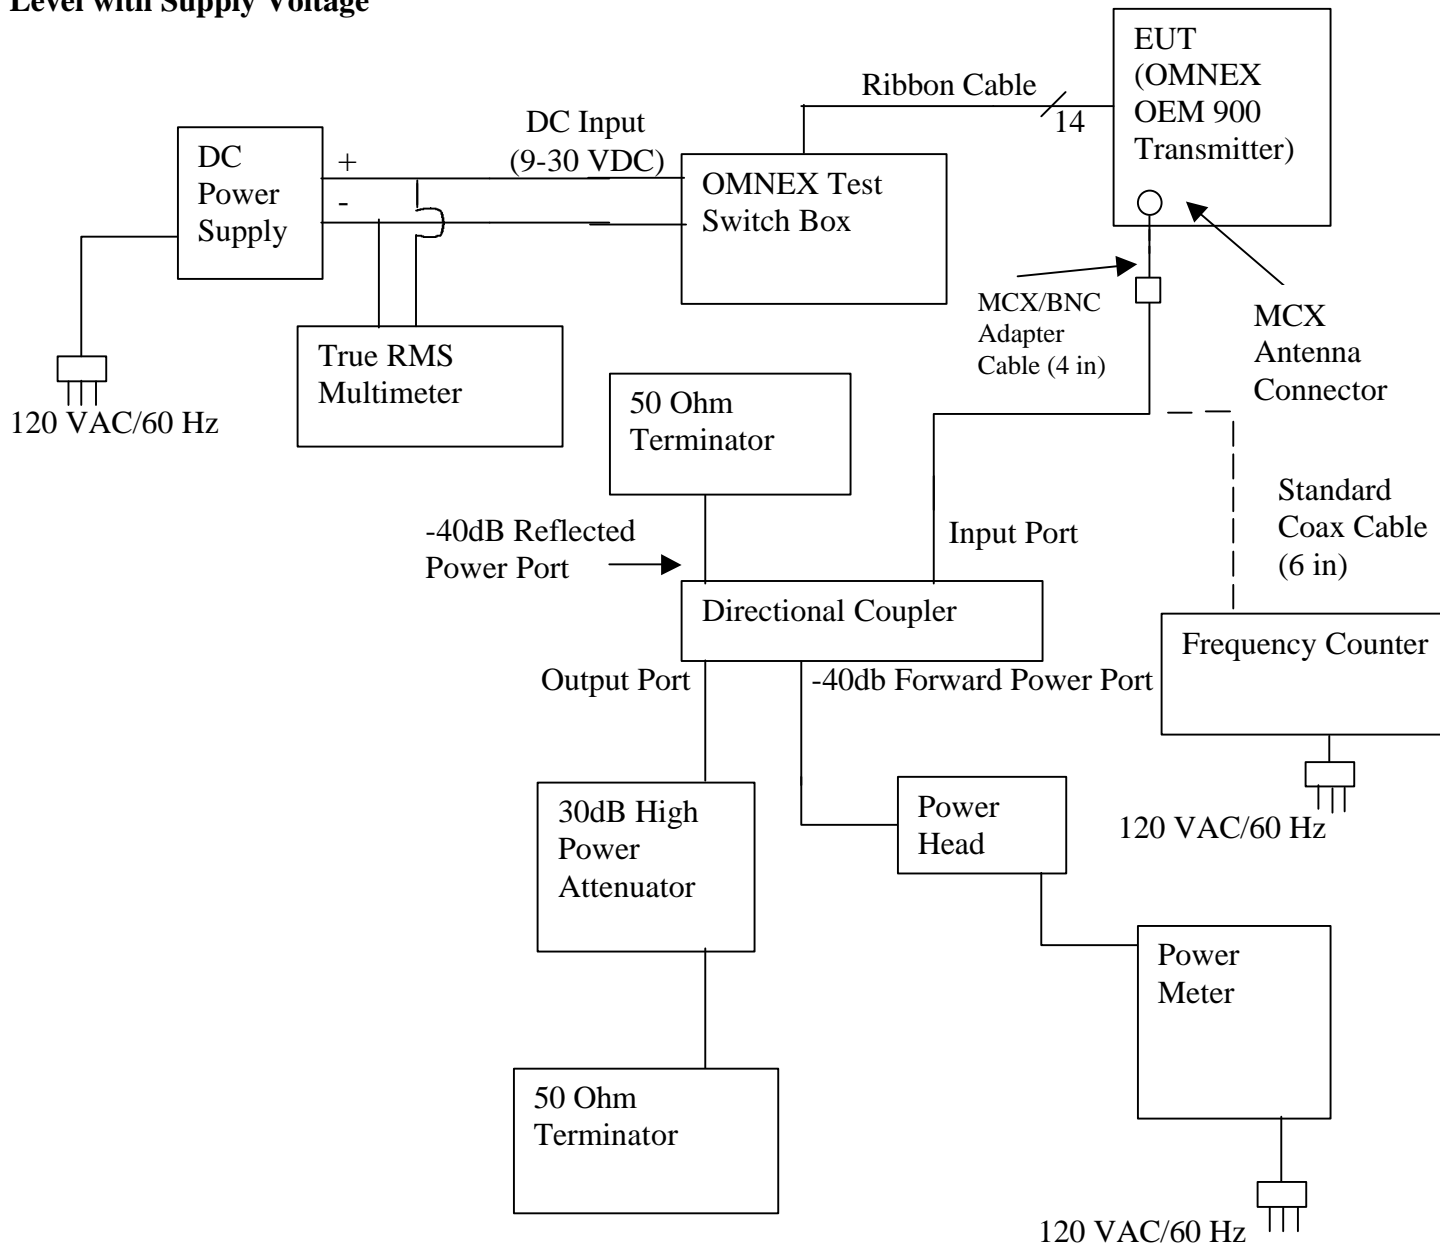 Level with Supply Voltage
EUT
(OMNEX
OEM 900
Transmitter)
Ribbon Cable
14
DC Input
(9-30 VDC)
DC
Power
Supply
+
-
OMNEX Test
Switch Box
MCX/BNC
Adapter
Cable (4 in)
MCX
Antenna
Connector
True RMS
Multimeter
120 VAC/60 Hz
50 Ohm
Terminator
Standard
Coax Cable
(6 in)
-40dB Reflected
Power Port
Input Port
Directional Coupler
Frequency Counter
Output Port
-40db Forward Power Port
30dB High
Power
Attenuator
Power
Head
120 VAC/60 Hz
Power
Meter
50 Ohm
Terminator
120 VAC/60 Hz